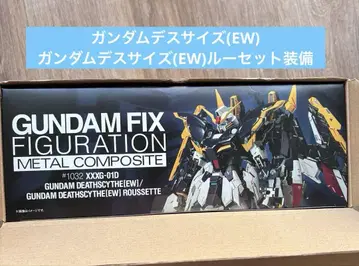 ガンダムデスサイズ(EW)
ガンダムデスサイズ(EW)ルーセット装備
GUNDAM FIX
FIGURATION
METAL COMPOSITE
#1032 XXXG-01D
GUNDAM DEATHSCYTHE[EW]/
GUNDAM DEATHSCYTHE[EW] ROUSSETTE